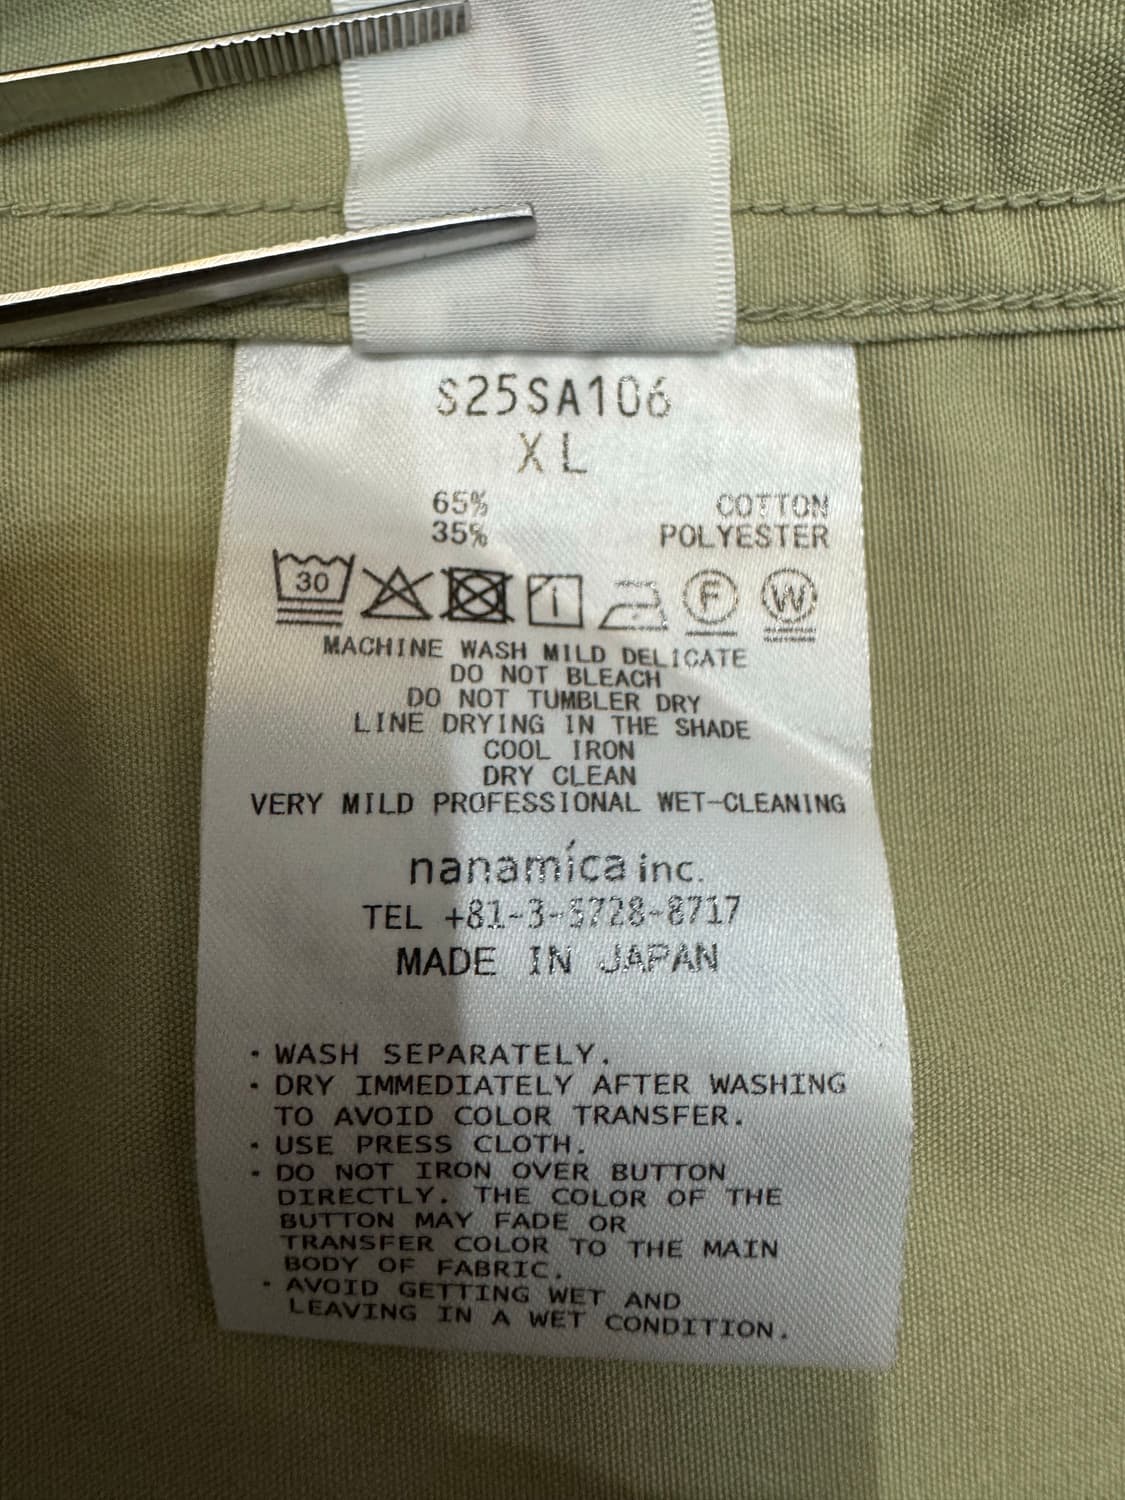 S25SA106
XL
65% COTTON
35% POLYESTER
30 F W
MACHINE WASH MILD DELICATE
DO NOT BLEACH
DO NOT TUMBLER DRY
LINE DRYING IN THE SHADE
COOL IRON
DRY CLEAN
VERY MILD PROFESSIONAL WET-CLEANING
nanamíca inc.
TEL +81-3-5728-8717
MADE IN JAPAN
・WASH SEPARATELY.
・DRY IMMEDIATELY AFTER WASHING
TO AVOID COLOR TRANSFER.
・USE PRESS CLOTH.
・DO NOT IRON OVER BUTTON
DIRECTLY. THE COLOR OF THE
BUTTON MAY FADE OR
TRANSFER COLOR TO THE MAIN
BODY OF FABRIC.
・AVOID GETTING WET AND
LEAVING IN A WET CONDITION.